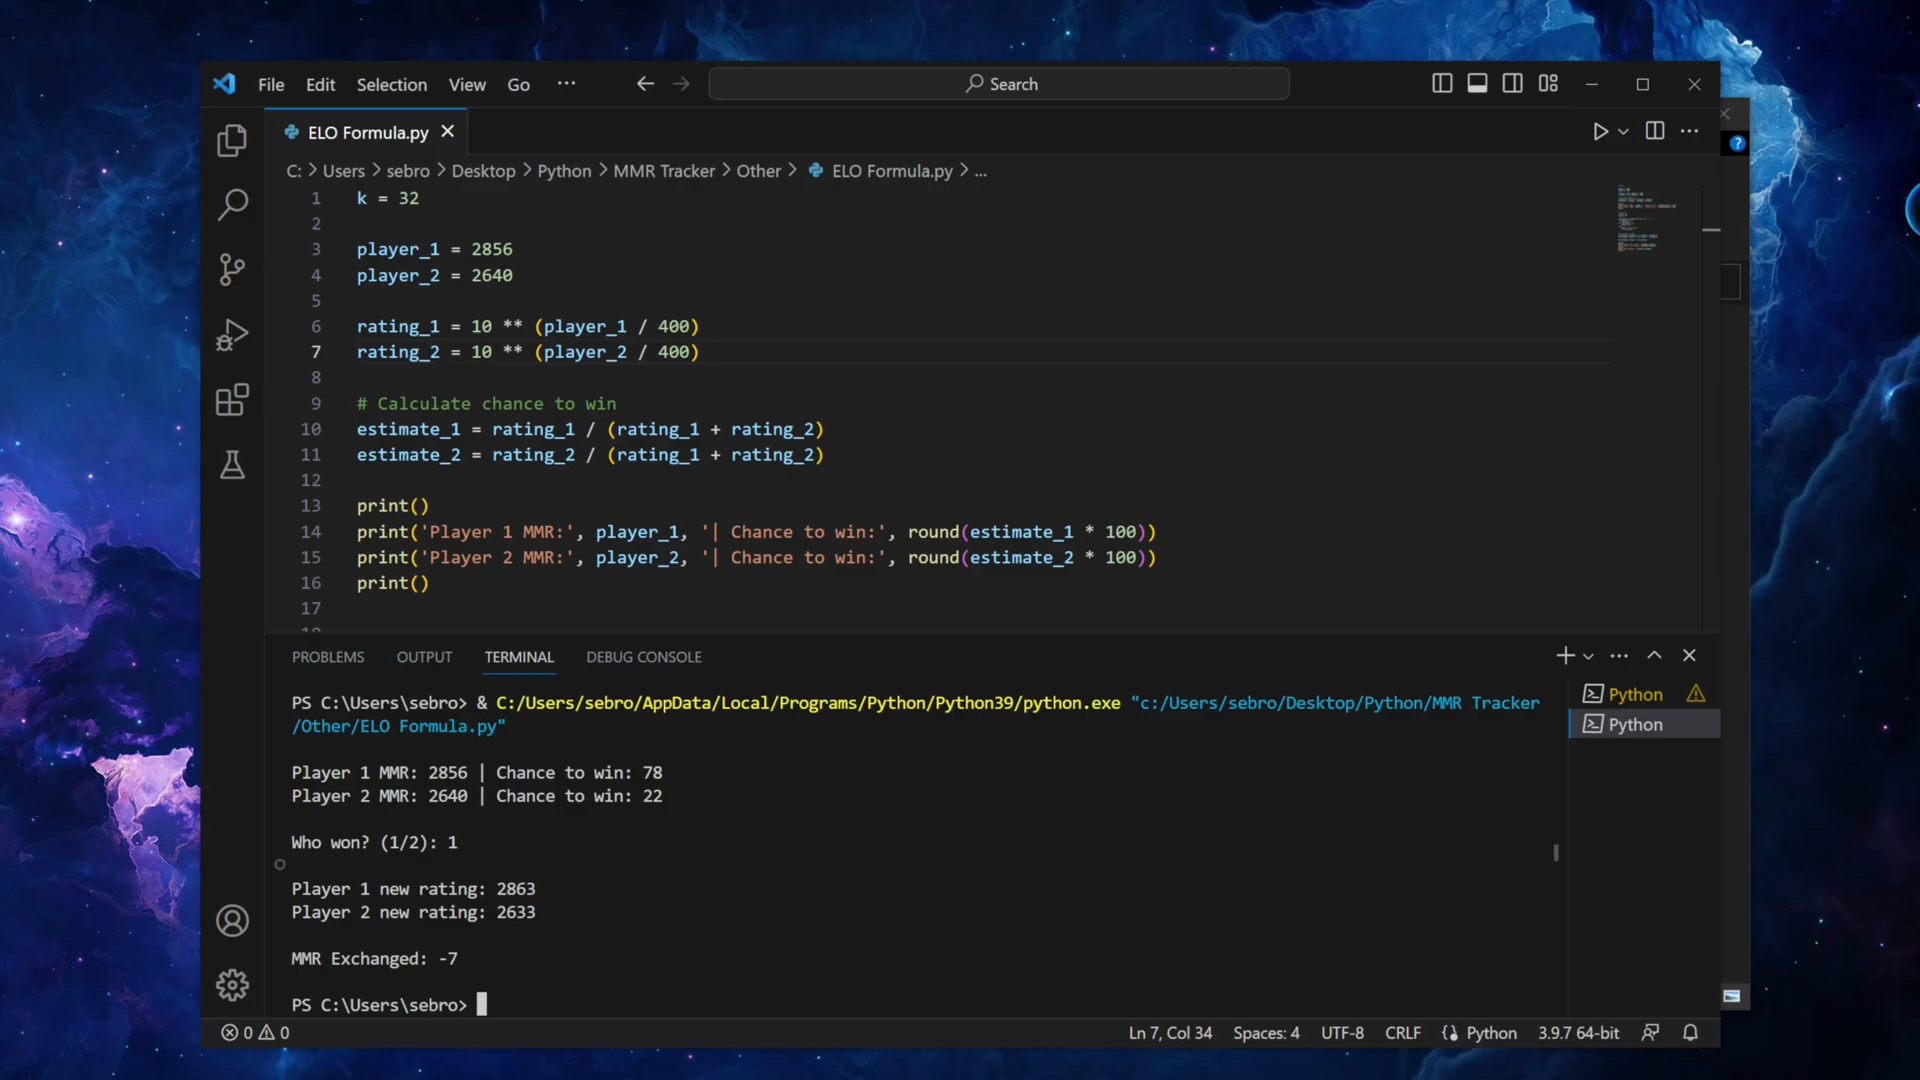 File Edit Selection View Go ··· Search
ELO Formula.py
C: > Users > sebro > Desktop > Python > MMR Tracker > Other > ELO Formula.py > ...
1 k = 32
2
3 player_1 = 2856
4 player_2 = 2640
5
6 rating_1 = 10 ** (player_1 / 400)
7 rating_2 = 10 ** (player_2 / 400)
8
9 # Calculate chance to win
10 estimate_1 = rating_1 / (rating_1 + rating_2)
11 estimate_2 = rating_2 / (rating_1 + rating_2)
12
13 print()
14 print('Player 1 MMR:', player_1, '| Chance to win:', round(estimate_1 * 100))
15 print('Player 2 MMR:', player_2, '| Chance to win:', round(estimate_2 * 100))
16 print()
17
PROBLEMS OUTPUT TERMINAL DEBUG CONSOLE
PS C:\Users\sebro> & C:/Users/sebro/AppData/Local/Programs/Python/Python39/python.exe "c:/Users/sebro/Desktop/Python/MMR Tracker
/Other/ELO Formula.py"
Player 1 MMR: 2856 | Chance to win: 78
Player 2 MMR: 2640 | Chance to win: 22
Who won? (1/2): 1
Player 1 new rating: 2863
Player 2 new rating: 2633
MMR Exchanged: -7
PS C:\Users\sebro>
Python
Python
0 0 Ln 7, Col 34 Spaces: 4 UTF-8 CRLF Python 3.9.7 64-bit